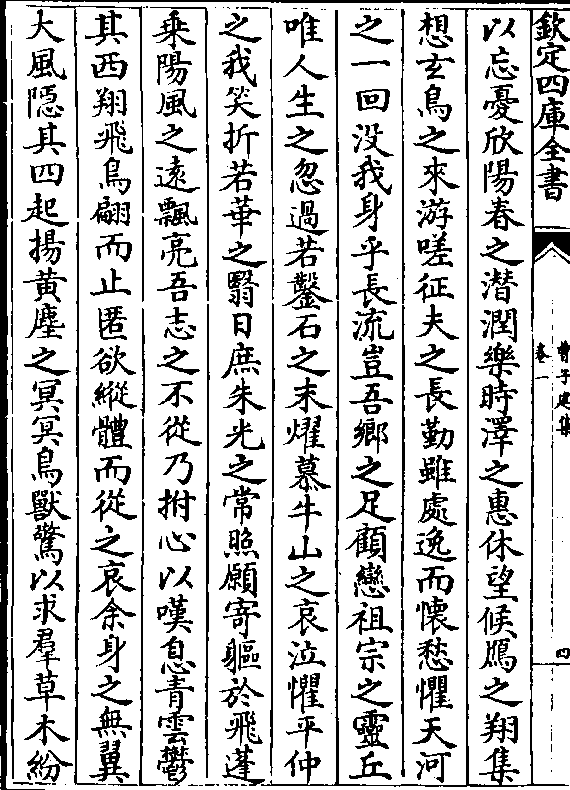 欽定四庫全書
曹子建集
卷一
四
以忘憂欣陽春之潛潤樂時澤之惠休望候鴈之翔集
想玄鳥之來游嗟征夫之長勤雖處逸而懐愁懼天河
之一回没我身乎長流豈吾鄉之足顧戀祖宗之靈丘
唯人生之忽過若鑿石之末燿慕牛山之哀泣懼平仲
之我笑折若華之翳日庶朱光之常照願寄軀於飛蓬
乗陽風之逺飄亮吾志之不從乃拊心以嘆息青雲鬱
其西翔飛鳥翩而止匿欲縱體而從之哀余身之無翼
大風隠其四起揚黄塵之冥冥鳥獸驚以求羣草木紛